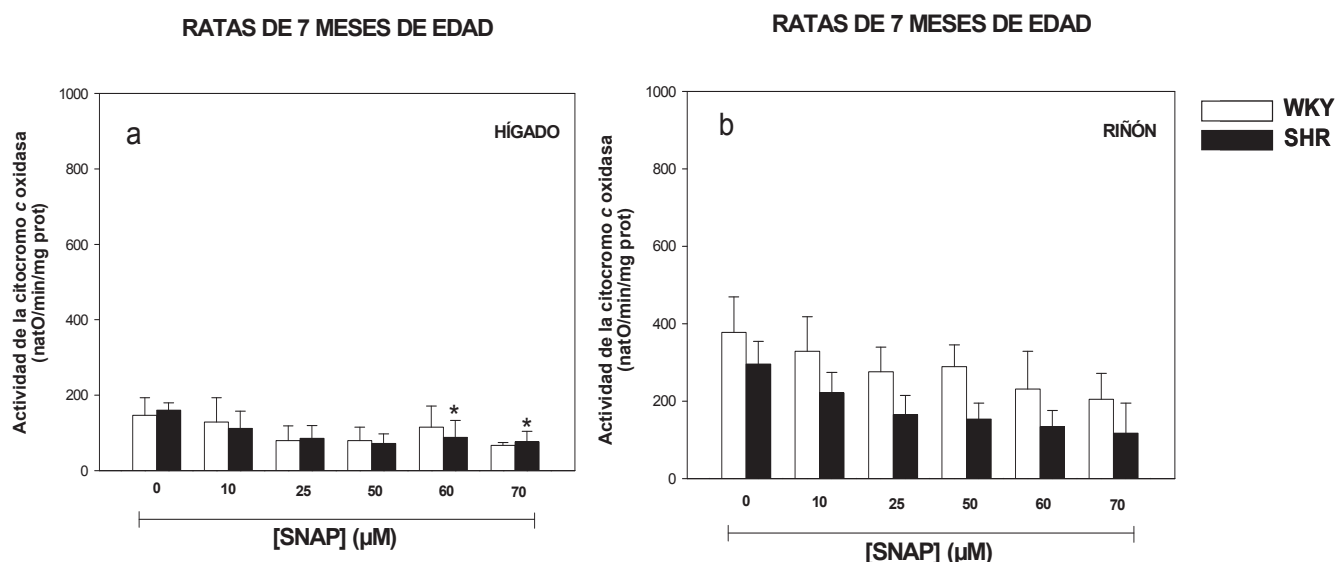 RATAS DE 7 MESES DE EDAD
Actividad de la citocromo c oxidasa
(natO/min/mg prot)
1000
800
600
400
200
0
a
HÍGADO
*
*
0 10 25 50 60 70
[SNAP] (µM)
RATAS DE 7 MESES DE EDAD
Actividad de la citocromo c oxidasa
(natO/min/mg prot)
1000
800
600
400
200
0
b
RIÑÓN
0 10 25 50 60 70
[SNAP] (µM)
WKY
SHR